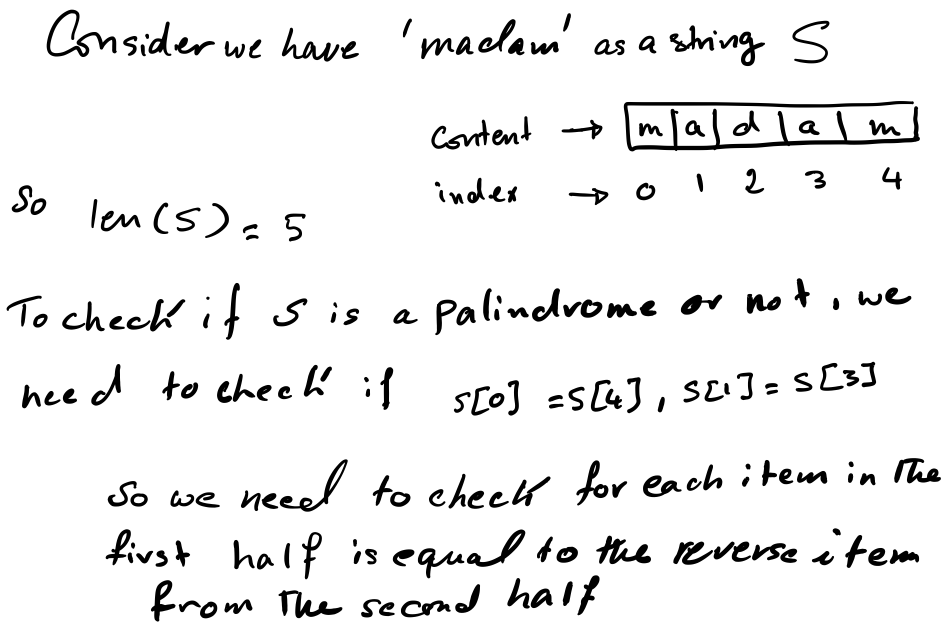 Consider we have 'madam' as a string S
content → m a d a m
index → 0 1 2 3 4
So len(S) = 5
To check if S is a palindrome or not, we
need to check if S[0] = S[4], S[1] = S[3]
So we need to check for each item in the
first half is equal to the reverse item
from the second half